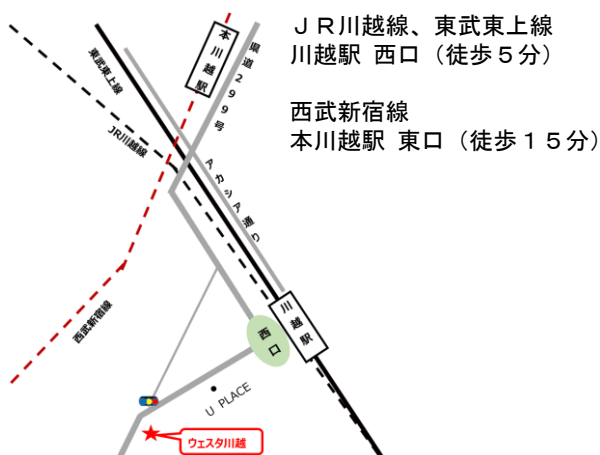 ＪＲ川越線、東武東上線
川越駅 西口（徒歩５分）
西武新宿線
本川越駅 東口（徒歩１５分）
本川越駅
県道２９９号
東武東上線
JR川越線
アカシア通り
西武新宿線
川越駅
西口
U PLACE
ウェスタ川越